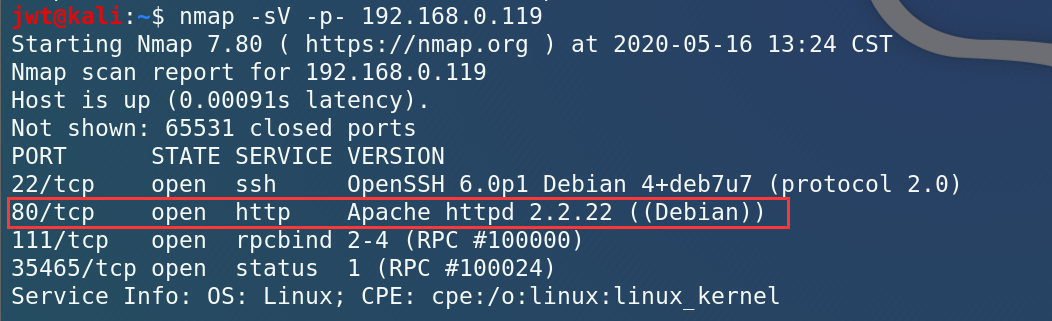 jwt@kali:~$ nmap -sV -p- 192.168.0.119
Starting Nmap 7.80 ( https://nmap.org ) at 2020-05-16 13:24 CST
Nmap scan report for 192.168.0.119
Host is up (0.00091s latency).
Not shown: 65531 closed ports
PORT      STATE SERVICE VERSION
22/tcp    open  ssh     OpenSSH 6.0p1 Debian 4+deb7u7 (protocol 2.0)
80/tcp    open  http    Apache httpd 2.2.22 ((Debian))
111/tcp   open  rpcbind 2-4 (RPC #100000)
35465/tcp open  status  1 (RPC #100024)
Service Info: OS: Linux; CPE: cpe:/o:linux:linux_kernel